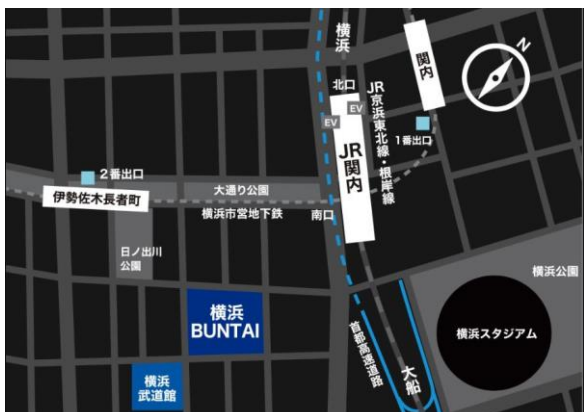 横浜
関内
N
北口
EV
EV
JR関内
JR京浜東北線・根岸線
1番出口
2番出口
伊勢佐木長者町
大通り公園
横浜市営地下鉄
南口
日ノ出川
公園
横浜公園
横浜
BUNTAI
首都高速道路
横浜スタジアム
大船
横浜
武道館